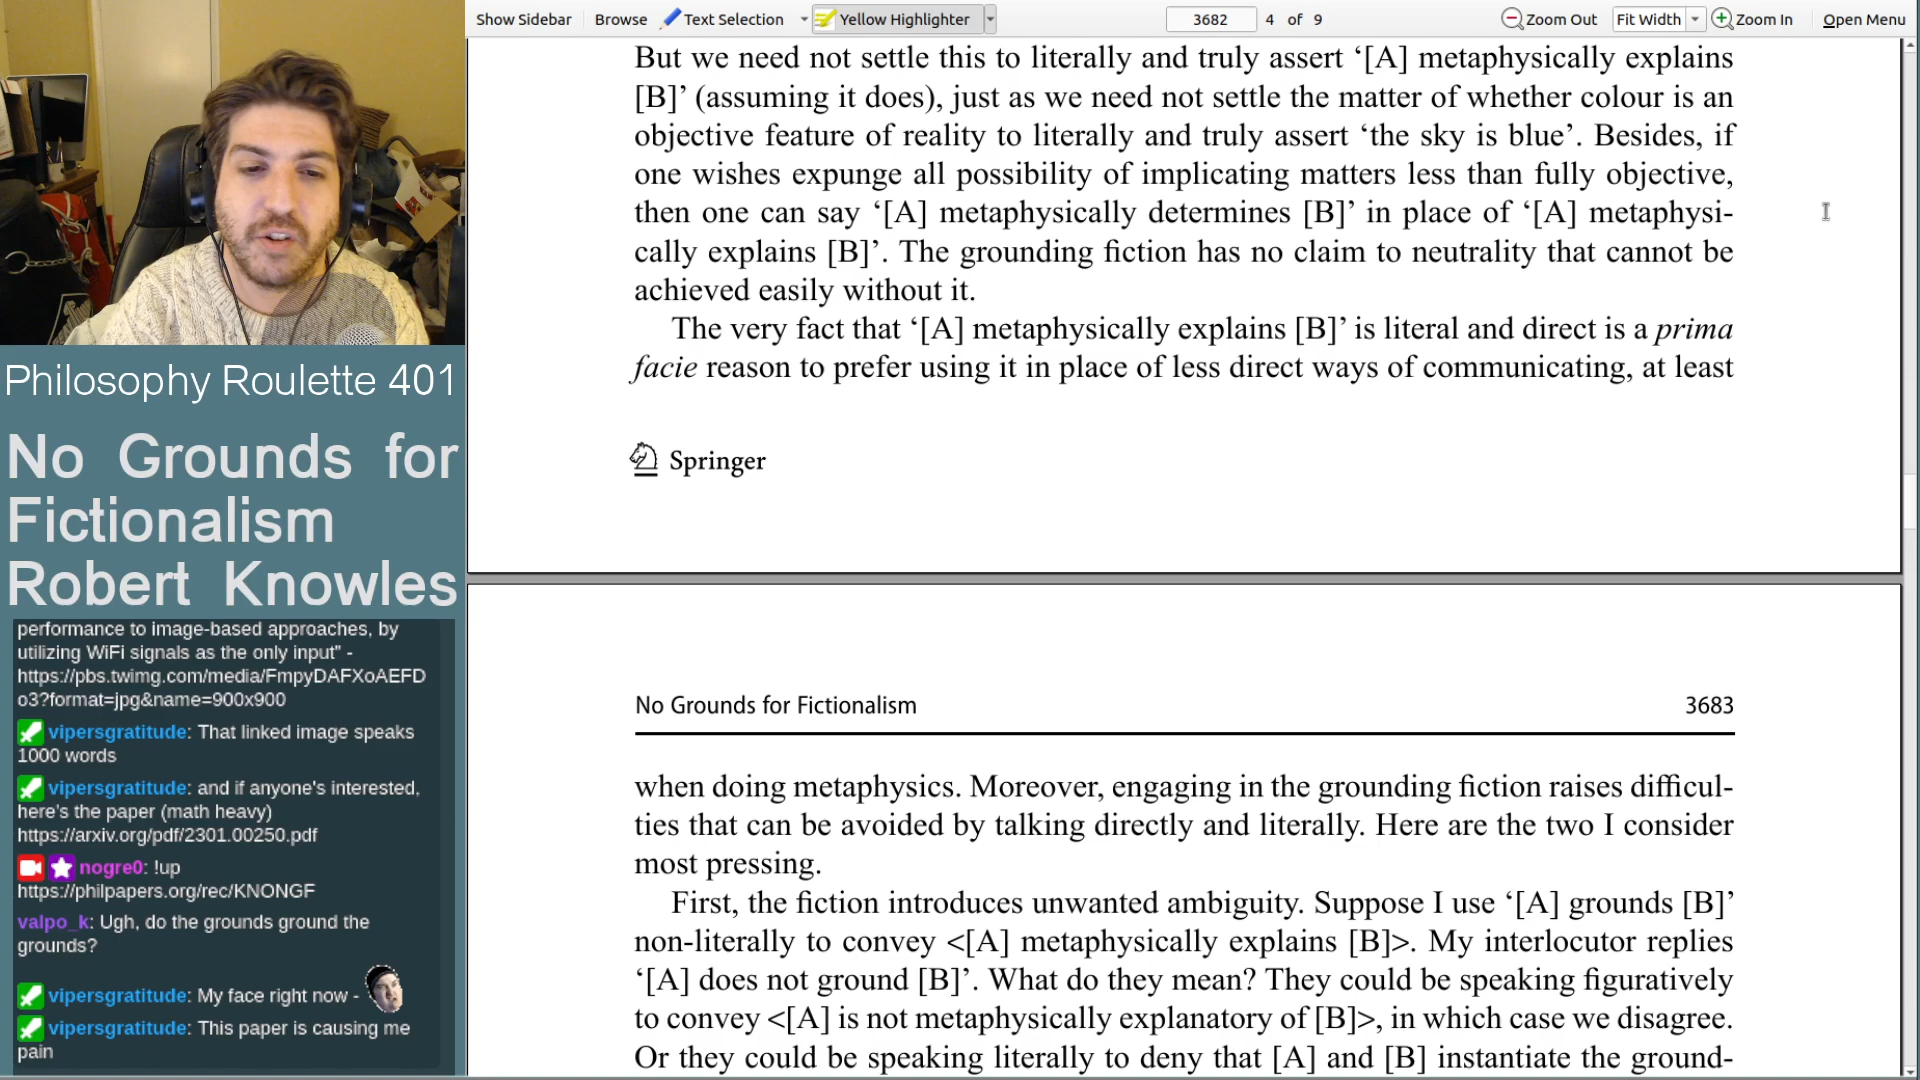 Show Sidebar Browse Text Selection Yellow Highlighter 3682 4 of 9 Zoom Out Fit Width Zoom In Open Menu
But we need not settle this to literally and truly assert ‘[A] metaphysically explains
[B]’ (assuming it does), just as we need not settle the matter of whether colour is an
objective feature of reality to literally and truly assert ‘the sky is blue’. Besides, if
one wishes expunge all possibility of implicating matters less than fully objective,
then one can say ‘[A] metaphysically determines [B]’ in place of ‘[A] metaphysi-
cally explains [B]’. The grounding fiction has no claim to neutrality that cannot be
achieved easily without it.
The very fact that ‘[A] metaphysically explains [B]’ is literal and direct is a prima
facie reason to prefer using it in place of less direct ways of communicating, at least
Springer
No Grounds for Fictionalism 3683
when doing metaphysics. Moreover, engaging in the grounding fiction raises difficul-
ties that can be avoided by talking directly and literally. Here are the two I consider
most pressing.
First, the fiction introduces unwanted ambiguity. Suppose I use ‘[A] grounds [B]’
non-literally to convey <[A] metaphysically explains [B]>. My interlocutor replies
‘[A] does not ground [B]’. What do they mean? They could be speaking figuratively
to convey <[A] is not metaphysically explanatory of [B]>, in which case we disagree.
Or they could be speaking literally to deny that [A] and [B] instantiate the ground-
Philosophy Roulette 401
No Grounds for
Fictionalism
Robert Knowles
performance to image-based approaches, by
utilizing WiFi signals as the only input" -
https://pbs.twimg.com/media/FmpyDAFXoAEFD
o3?format=jpg&name=900x900
vipersgratitude: That linked image speaks
1000 words
vipersgratitude: and if anyone's interested,
here's the paper (math heavy)
https://arxiv.org/pdf/2301.00250.pdf
nogre0: !up
https://philpapers.org/rec/KNONGF
valpo_k: Ugh, do the grounds ground the
grounds?
vipersgratitude: My face right now -
vipersgratitude: This paper is causing me
pain